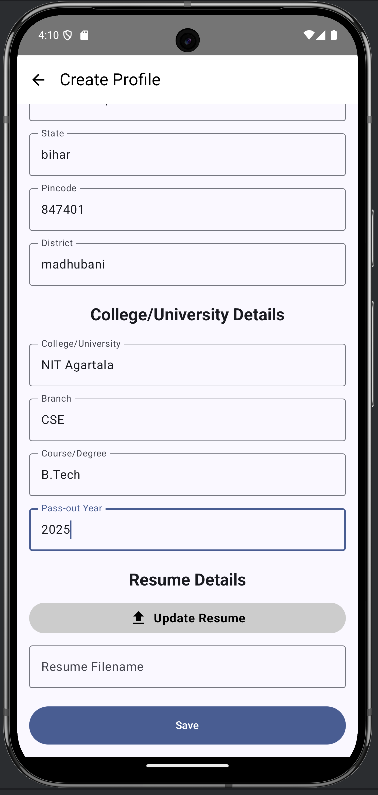 4:10
Create Profile
State
bihar
Pincode
847401
District
madhubani
College/University Details
College/University
NIT Agartala
Branch
CSE
Course/Degree
B.Tech
Pass-out Year
2025
Resume Details
Update Resume
Resume Filename
Save